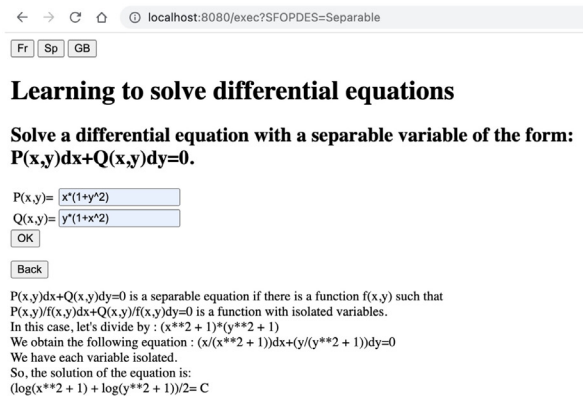 localhost:8080/exec?SFOPDES=Separable
Fr Sp GB
Learning to solve differential equations
Solve a differential equation with a separable variable of the form:
P(x,y)dx+Q(x,y)dy=0.
P(x,y)= x*(1+y^2)
Q(x,y)= y*(1+x^2)
OK
Back
P(x,y)dx+Q(x,y)dy=0 is a separable equation if there is a function f(x,y) such that
P(x,y)/f(x,y)dx+Q(x,y)/f(x,y)dy=0 is a function with isolated variables.
In this case, let's divide by : (x**2 + 1)*(y**2 + 1)
We obtain the following equation : (x/(x**2 + 1))dx+(y/(y**2 + 1))dy=0
We have each variable isolated.
So, the solution of the equation is:
(log(x**2 + 1) + log(y**2 + 1))/2= C